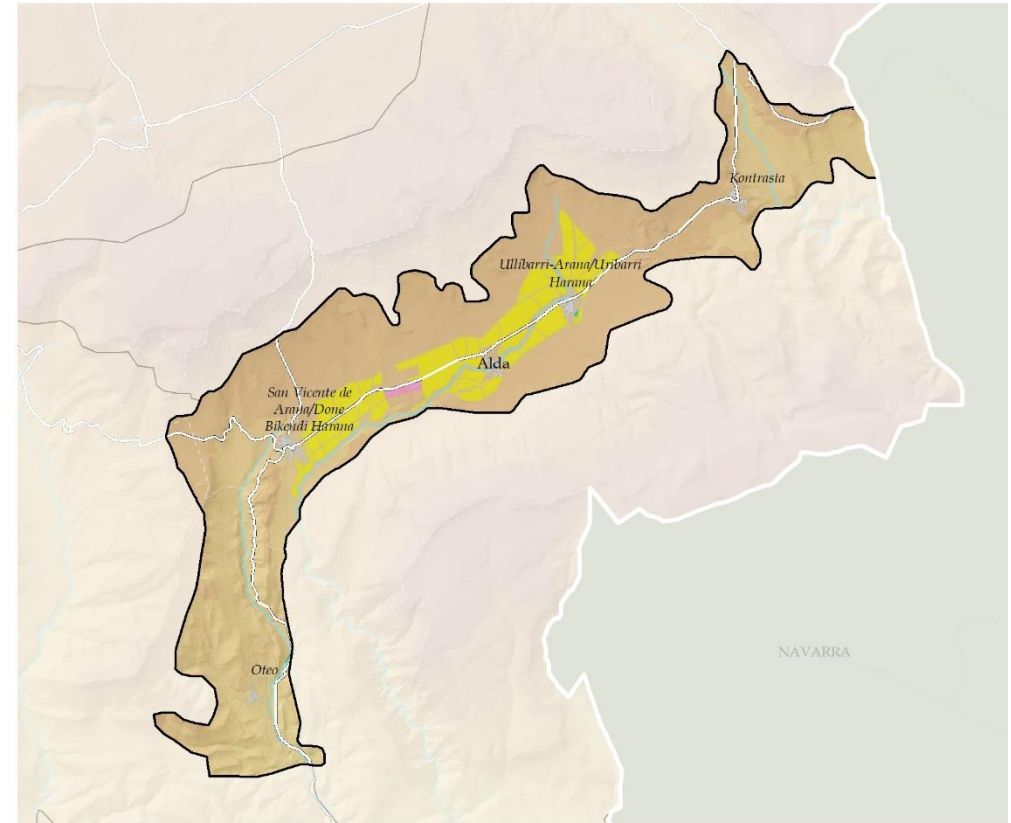 Kontrasta
Ullibarri-Arana/Uribarri
Harana
Alda
San Vicente de
Arana/Done
Bikendi Harana
NAVARRA
Oteo